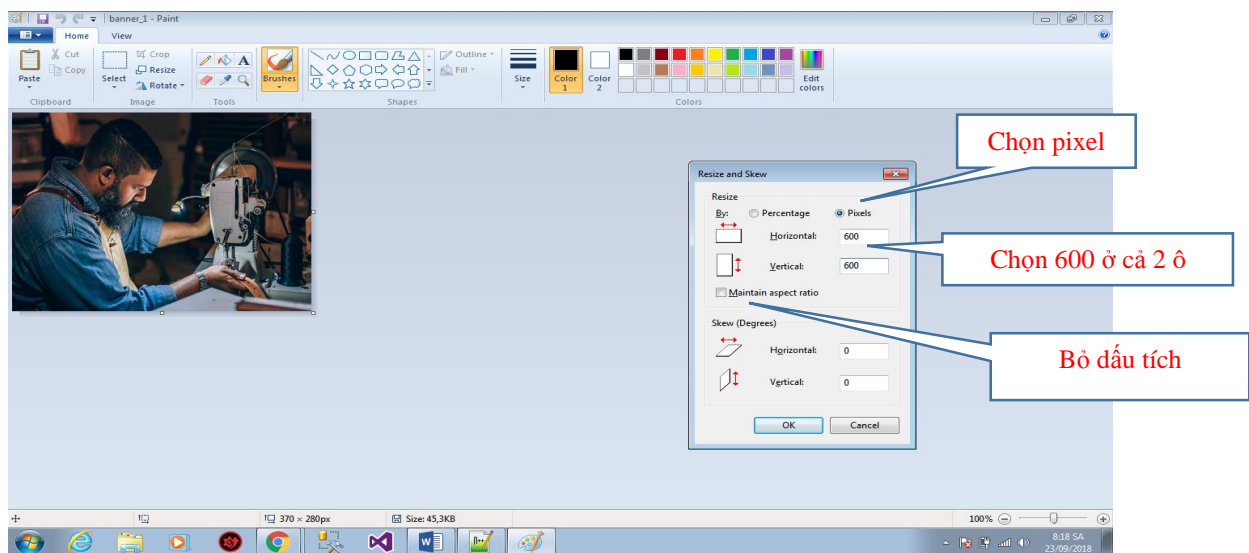 banner_1 - Paint
Home View
Cut
Copy
Paste
Clipboard
Select
Crop
Resize
Rotate
Image
A
Tools
Brushes
Outline
Fill
Shapes
Size
Color 1
Color 2
Edit colors
Colors
Chọn pixel
Resize and Skew
Resize
By: Percentage Pixels
Horizontal: 600
Chọn 600 ở cả 2 ô
Vertical: 600
Maintain aspect ratio
Skew (Degrees)
Horizontal: 0
Bỏ dấu tích
Vertical: 0
OK Cancel
370 × 280px Size: 45,3KB 100%
8:18 SA
23/09/2018